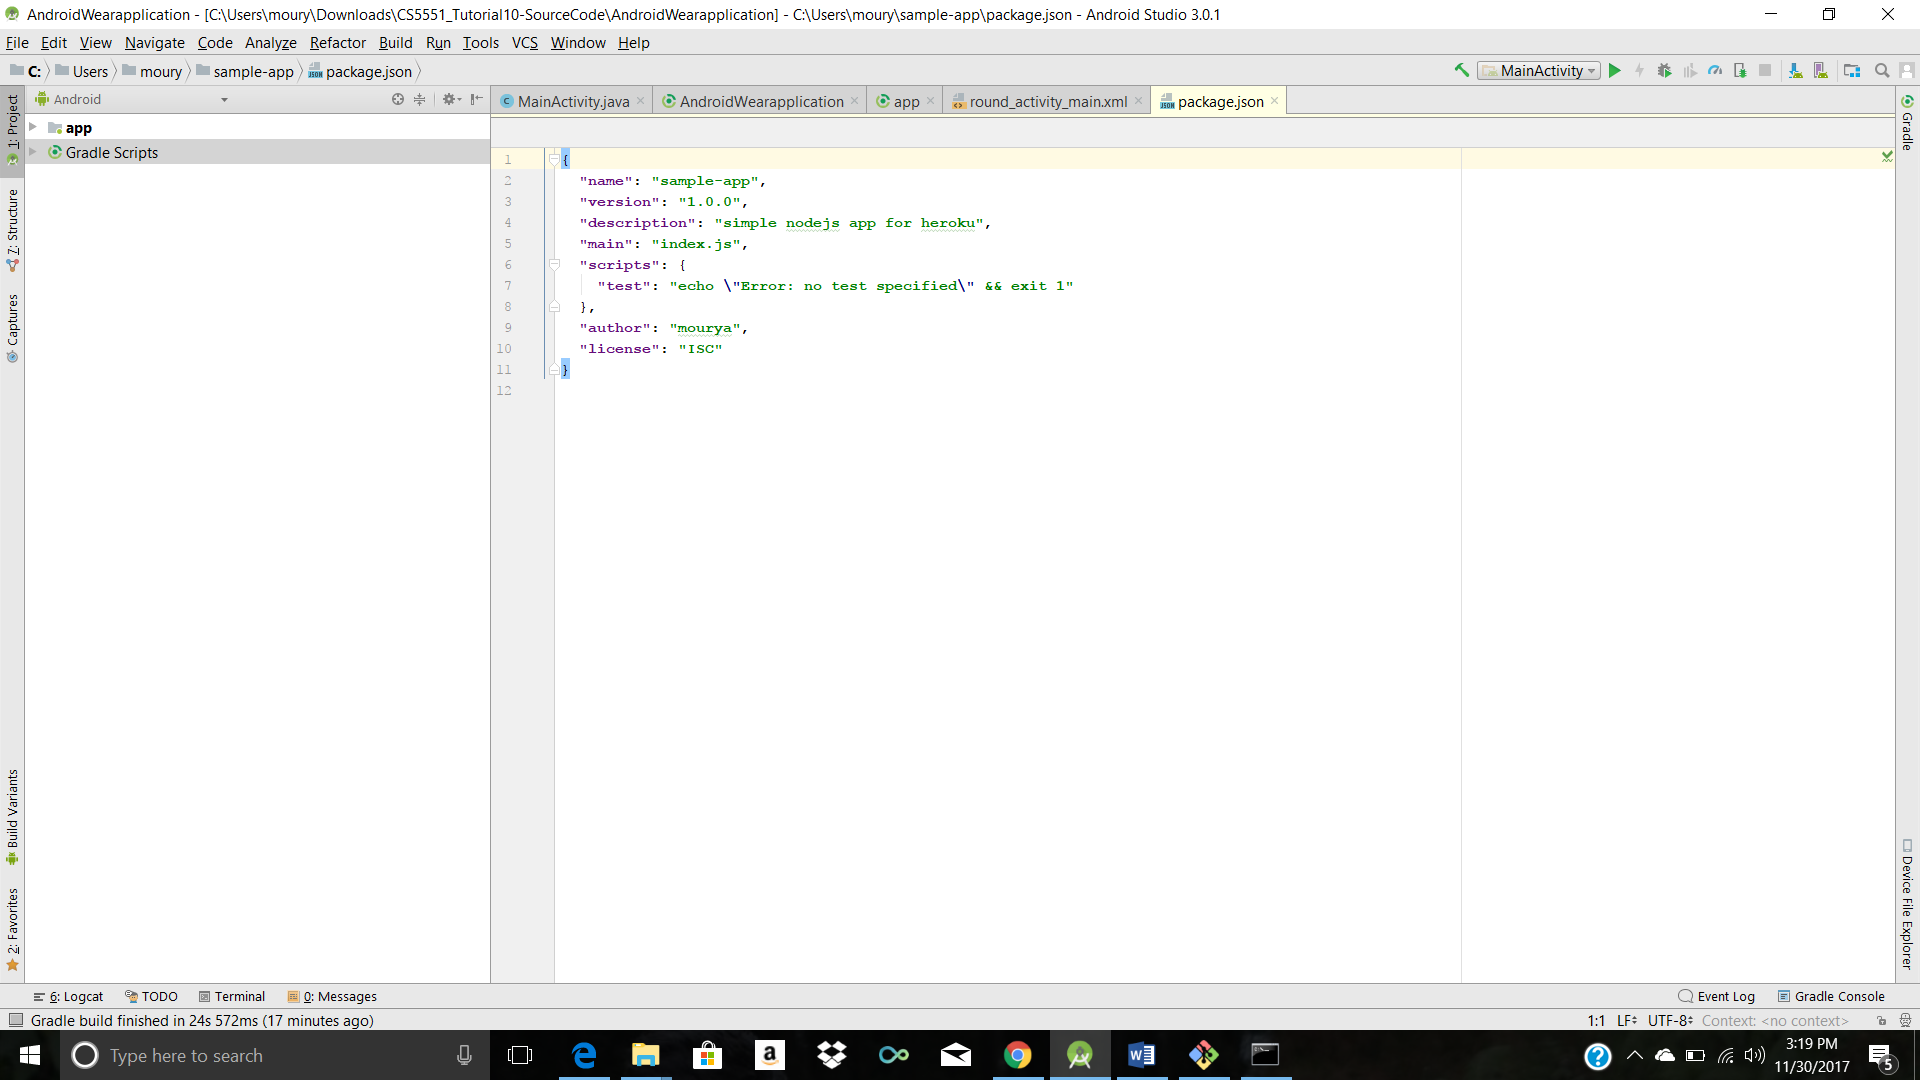 AndroidWearapplication - [C:\Users\moury\Downloads\CS5551_Tutorial10-SourceCode\AndroidWearapplication] - C:\Users\moury\sample-app\package.json - Android Studio 3.0.1
File Edit View Navigate Code Analyze Refactor Build Run Tools VCS Window Help
C: Users moury sample-app package.json
MainActivity
Android
MainActivity.java AndroidWearapplication app round_activity_main.xml package.json
app
Gradle Scripts
1: Project
7: Structure
Captures
Build Variants
2: Favorites
1 {
2 "name": "sample-app",
3 "version": "1.0.0",
4 "description": "simple nodejs app for heroku",
5 "main": "index.js",
6 "scripts": {
7 "test": "echo \"Error: no test specified\" && exit 1"
8 },
9 "author": "mourya",
10 "license": "ISC"
11 }
12
Gradle
Device File Explorer
6: Logcat TODO Terminal 0: Messages Event Log Gradle Console
Gradle build finished in 24s 572ms (17 minutes ago) 1:1 LF UTF-8 Context: <no context>
Type here to search
3:19 PM
11/30/2017
5